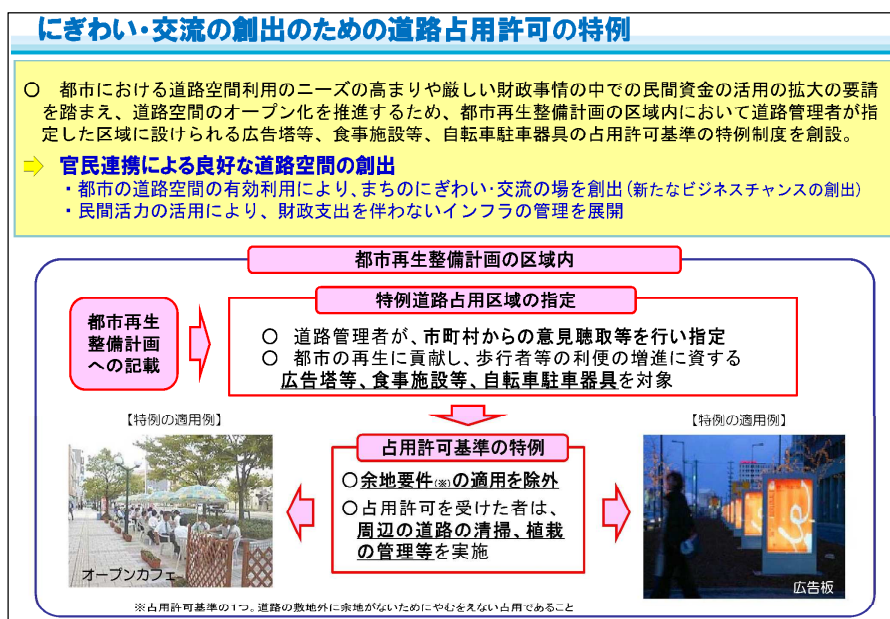 にぎわい・交流の創出のための道路占用許可の特例
○ 都市における道路空間利用のニーズの高まりや厳しい財政事情の中での民間資金の活用の拡大の要請
を踏まえ、道路空間のオープン化を推進するため、都市再生整備計画の区域内において道路管理者が指
定した区域に設けられる広告塔等、食事施設等、自転車駐車器具の占用許可基準の特例制度を創設。
官民連携による良好な道路空間の創出
・都市の道路空間の有効利用により、まちのにぎわい・交流の場を創出(新たなビジネスチャンスの創出)
・民間活力の活用により、財政支出を伴わないインフラの管理を展開
都市再生整備計画の区域内
都市再生
整備計画
への記載
特例道路占用区域の指定
○ 道路管理者が、市町村からの意見聴取等を行い指定
○ 都市の再生に貢献し、歩行者等の利便の増進に資する
広告塔等、食事施設等、自転車駐車器具を対象
【特例の適用例】
オープンカフェ
占用許可基準の特例
○余地要件(※)の適用を除外
○占用許可を受けた者は、
周辺の道路の清掃、植栽
の管理等を実施
【特例の適用例】
広告板
※占用許可基準の1つ。道路の敷地外に余地がないためにやむをえない占用であること